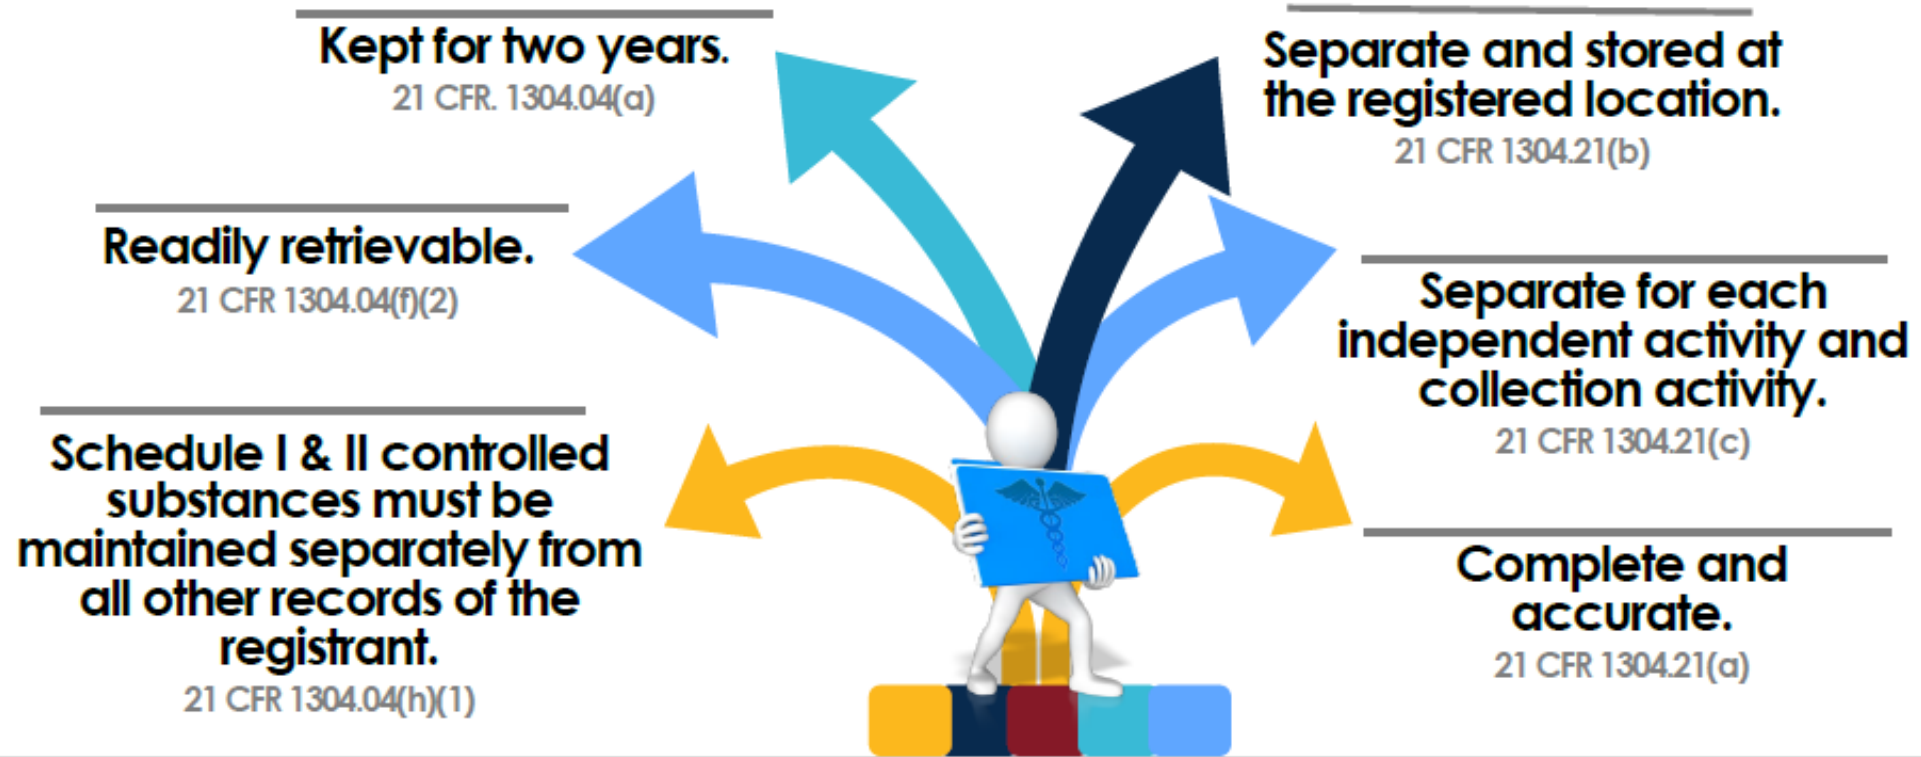 Kept for two years.
21 CFR. 1304.04(a)
Readily retrievable.
21 CFR 1304.04(f)(2)
Schedule I & II controlled
substances must be
maintained separately from
all other records of the
registrant.
21 CFR 1304.04(h)(1)
Separate and stored at
the registered location.
21 CFR 1304.21(b)
Separate for each
independent activity and
collection activity.
21 CFR 1304.21(c)
Complete and
accurate.
21 CFR 1304.21(a)